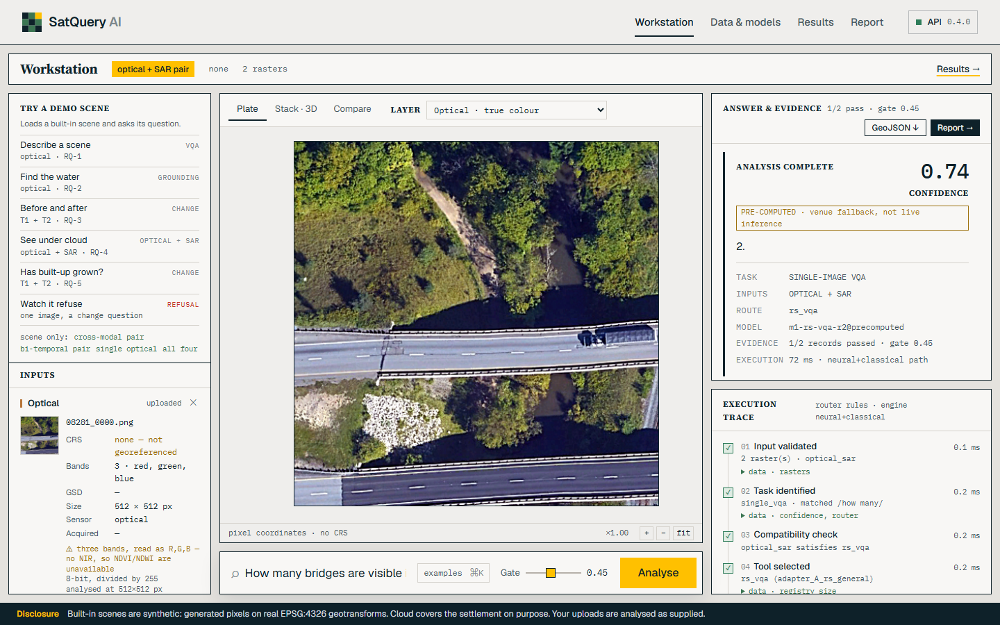 SatQuery AI
Workstation
Data & models
Results
Report
API 0.4.0
Workstation
optical + SAR pair
none
2 rasters
Results →
TRY A DEMO SCENE
Loads a built-in scene and asks its question.
Describe a scene VQA
optical · RQ-1
Find the water GROUNDING
optical · RQ-2
Before and after CHANGE
T1 + T2 · RQ-3
See under cloud OPTICAL + SAR
optical + SAR · RQ-4
Has built-up grown? CHANGE
T1 + T2 · RQ-5
Watch it refuse REFUSAL
one image, a change question
scene only: cross-modal pair
bi-temporal pair single optical all four
INPUTS
Optical uploaded ×
08281_0000.png
CRS none — not
georeferenced
Bands 3 · red, green,
blue
GSD —
Size 512 × 512 px
Sensor optical
Acquired —
⚠ three bands, read as R,G,B —
no NIR, so NDVI/NDWI are
unavailable
8-bit, divided by 255
analysed at 512×512 px
Plate
Stack · 3D
Compare
LAYER Optical · true colour
pixel coordinates · no CRS
×1.00 + − fit
How many bridges are visible
examples ⌘K
Gate 0.45
Analyse
ANSWER & EVIDENCE 1/2 pass · gate 0.45
GeoJSON ↓
Report →
ANALYSIS COMPLETE
0.74
CONFIDENCE
PRE-COMPUTED · venue fallback, not live
inference
2.
TASK SINGLE-IMAGE VQA
INPUTS OPTICAL + SAR
ROUTE rs_vqa
MODEL m1-rs-vqa-r2@precomputed
EVIDENCE 1/2 records passed · gate 0.45
EXECUTION 72 ms · neural+classical path
EXECUTION
TRACE
router rules · engine
neural+classical
01 Input validated 0.1 ms
2 raster(s) · optical_sar
▶ data · rasters
02 Task identified 0.2 ms
single_vqa · matched /how many/
▶ data · confidence, router
03 Compatibility check 0.2 ms
optical_sar satisfies rs_vqa
04 Tool selected 0.2 ms
rs_vqa (adapter_A_rs_general)
▶ data · registry size
Disclosure Built-in scenes are synthetic: generated pixels on real EPSG:4326 geotransforms. Cloud covers the settlement on purpose. Your uploads are analysed as supplied.